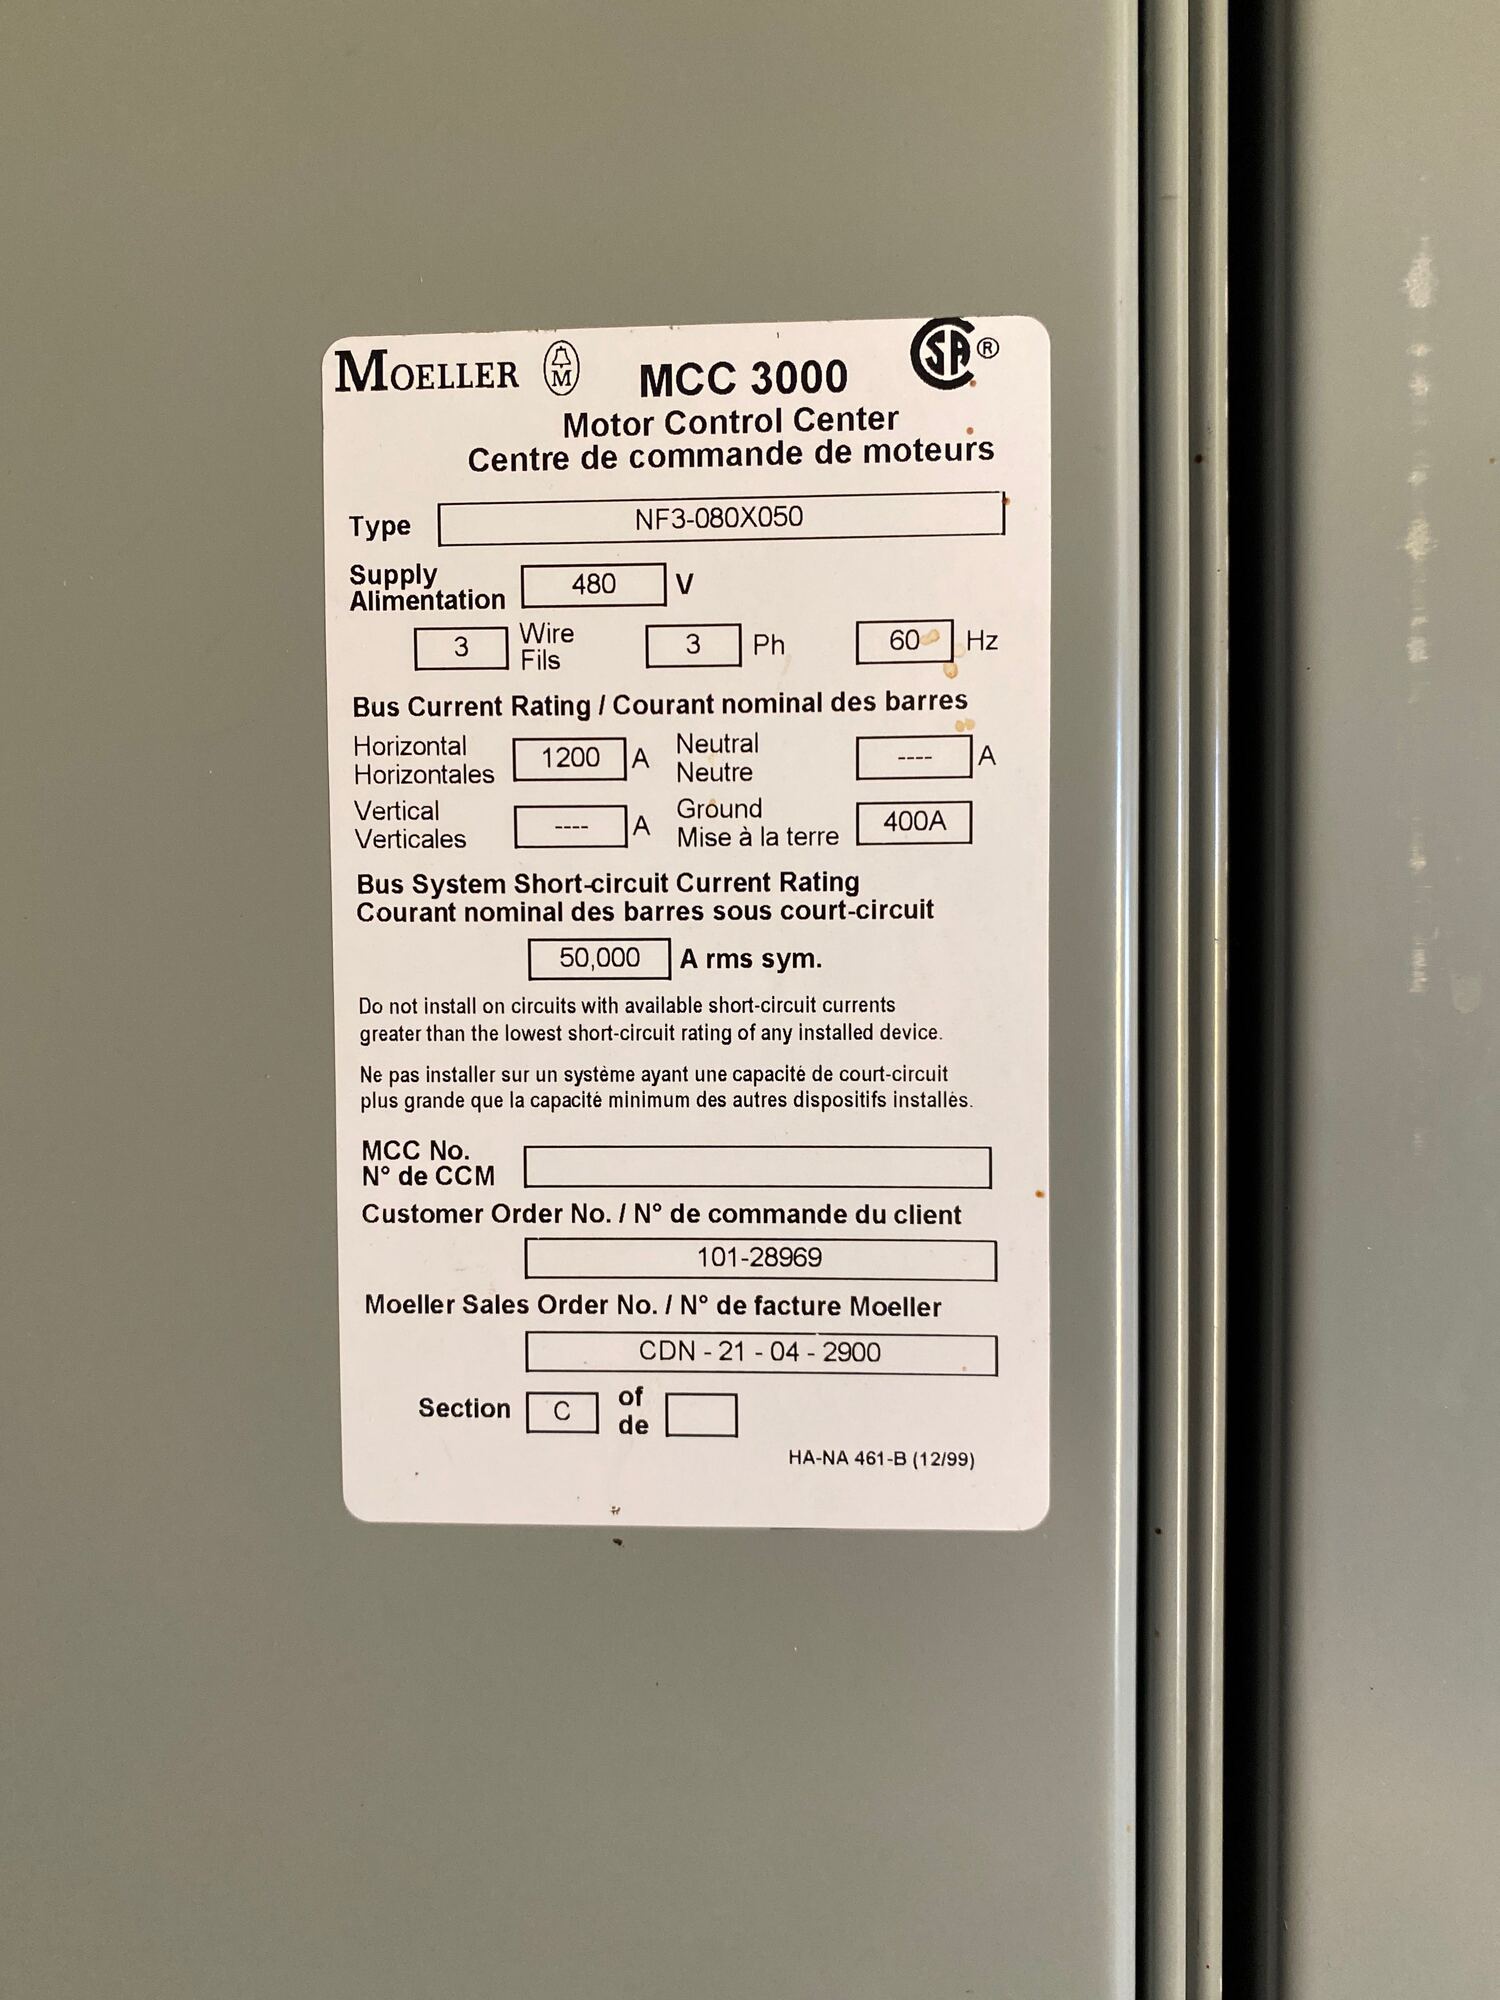 MOELLER M MCC 3000 SA ®
Motor Control Center
Centre de commande de moteurs
Type NF3-080X050
Supply
Alimentation 480 V
3 Wire
Fils 3 Ph 60 Hz
Bus Current Rating / Courant nominal des barres
Horizontal
Horizontales 1200 A Neutral
Neutre ---- A
Vertical
Verticales ---- A Ground
Mise à la terre 400A
Bus System Short-circuit Current Rating
Courant nominal des barres sous court-circuit
50,000 A rms sym.
Do not install on circuits with available short-circuit currents
greater than the lowest short-circuit rating of any installed device.
Ne pas installer sur un système ayant une capacité de court-circuit
plus grande que la capacité minimum des autres dispositifs installés.
MCC No.
N° de CCM
Customer Order No. / N° de commande du client
101-28969
Moeller Sales Order No. / N° de facture Moeller
CDN - 21 - 04 - 2900
Section C of
de
HA-NA 461-B (12/99)